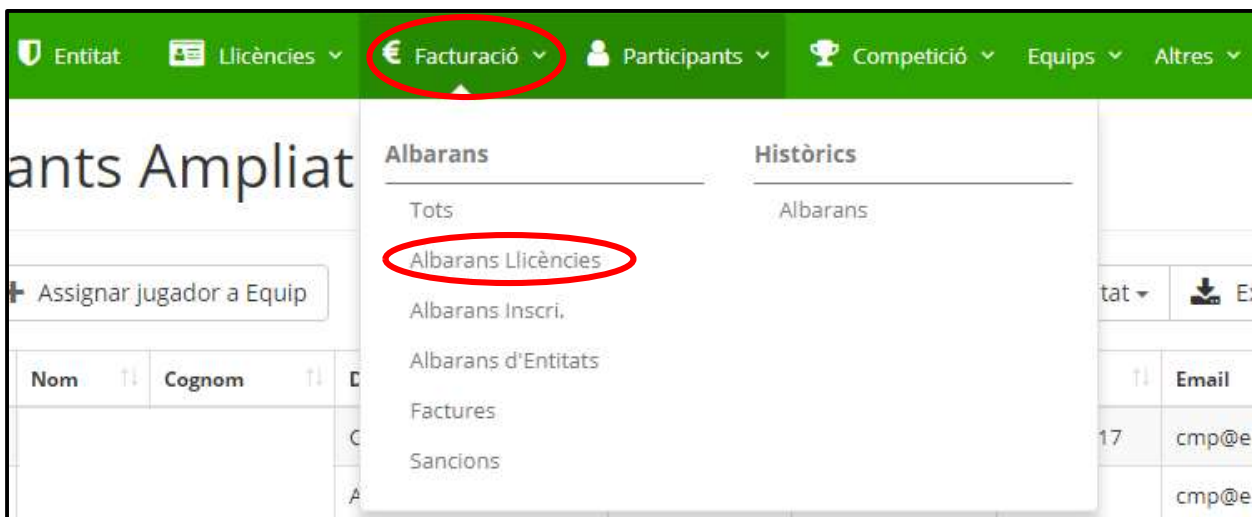 Entitat Llicències Facturació Participants Competició Equips Altres
ants Ampliat
Albarans Històrics
Tots Albarans
Albarans Llicències
Assignar jugador a Equip
Albarans Inscri.
Albarans d'Entitats
Factures
Sancions
tat
Nom Cognom Email
17 cmp@e
cmp@e